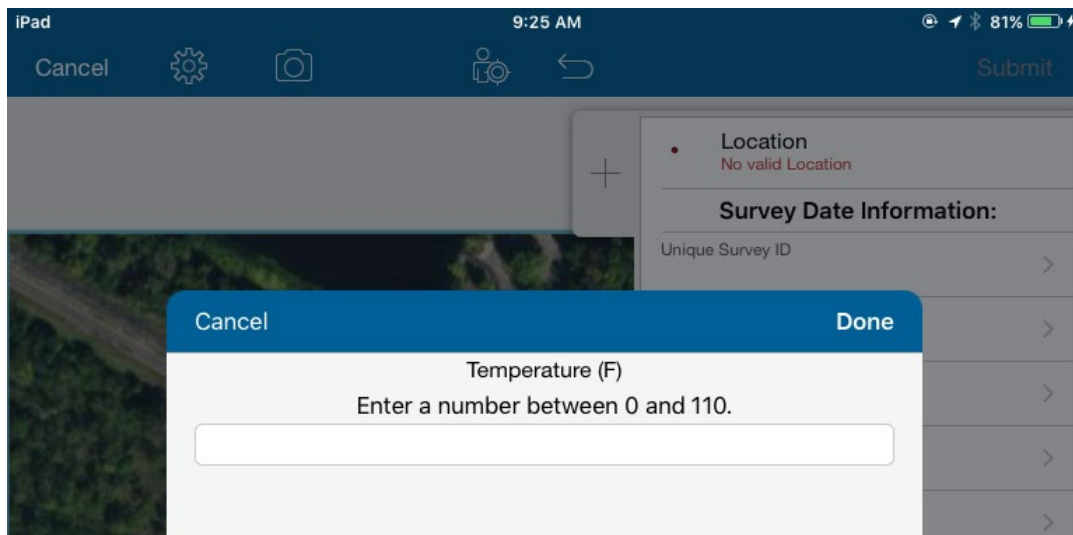 iPad 9:25 AM 81%
Cancel Submit
Location
No valid Location
Survey Date Information:
Unique Survey ID
Cancel Done
Temperature (F)
Enter a number between 0 and 110.